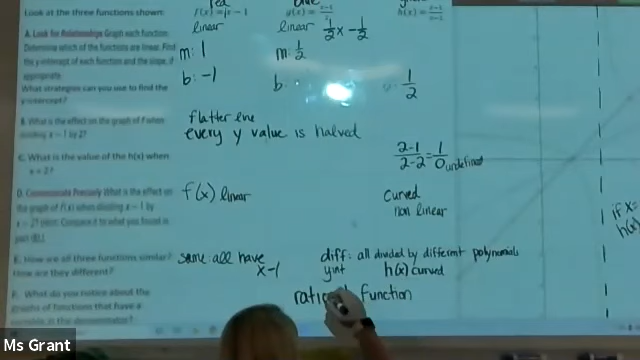 red
Look at the three functions shown:
f(x) = x - 1
linear
linear 1/2x - 1/2
A. Look for Relationships Graph each function.
Determine which of the functions are linear. Find
the y-intercept of each function and the slope, if
appropriate.
m: 1
m: 1/2
What strategies can you use to find the
y-intercept?
b: -1
b:
1/2
B. What is the effect on the graph of f when
dividing x - 1 by 2?
flatter line
every y value is halved
C. What is the value of the h(x) when
x = 2?
2-1/2-2 = 1/0 undefined
D. Communicate Precisely What is the effect on
the graph of f(x) when dividing x - 1 by
x - 2? Compare it to what you found in
part (B).
f(x) linear
curved
non linear
if x=
h(x)
E. How are all three functions similar?
How are they different?
same: all have
x-1
diff: all divided by different polynomials
yint h(x) curved
F. What do you notice about the
graphs of functions that have a
variable in the denominator?
function
Ms Grant